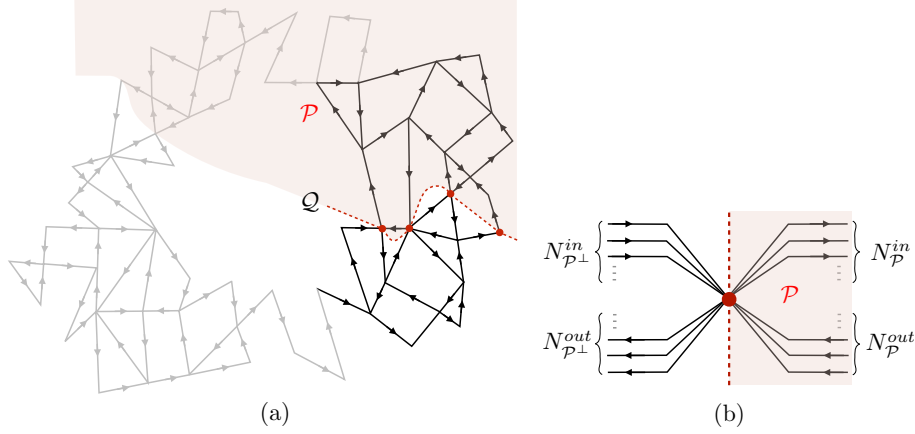 𝒫
𝒬
N^{in}_{𝒫⊥}
N^{in}_{𝒫}
𝒫
N^{out}_{𝒫⊥}
N^{out}_{𝒫}
(a)
(b)